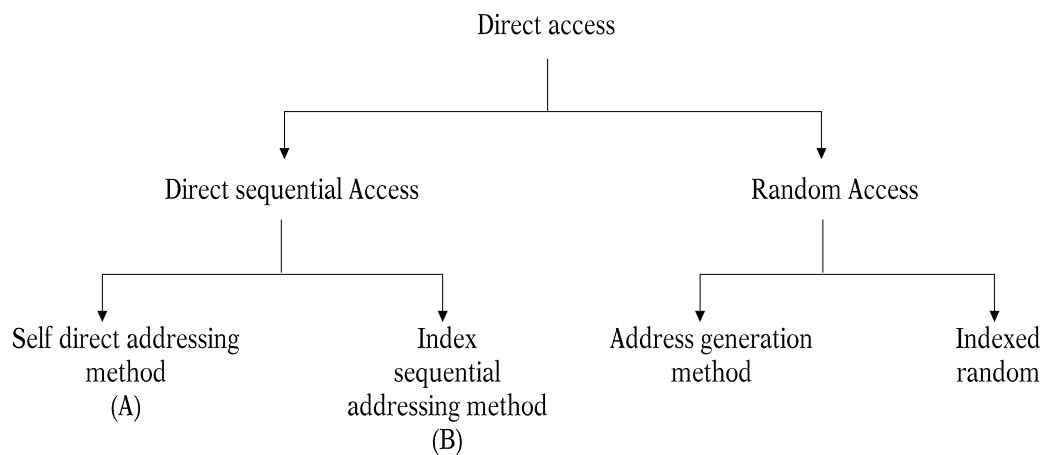 Direct access
Direct sequential Access
Random Access
Self direct addressing
method
(A)
Index
sequential
addressing method
(B)
Address generation
method
Indexed
random